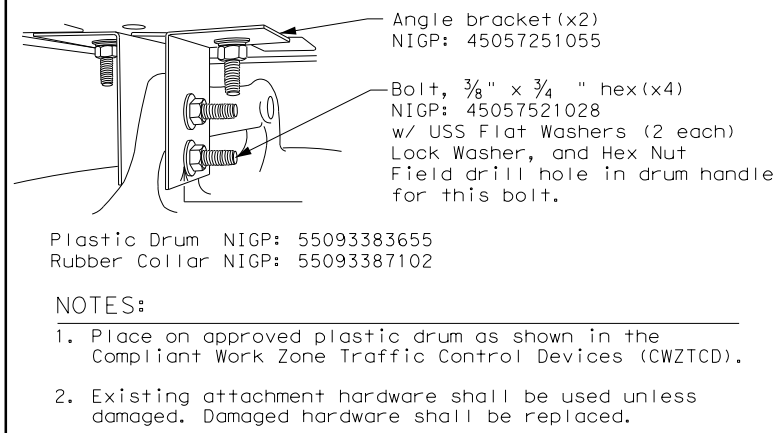 Angle bracket(x2)
NIGP: 45057251055
Bolt, ⅜" x ¾ " hex(x4)
NIGP: 45057521028
w/ USS Flat Washers (2 each)
Lock Washer, and Hex Nut
Field drill hole in drum handle
for this bolt.
Plastic Drum NIGP: 55093383655
Rubber Collar NIGP: 55093387102
NOTES:
1. Place on approved plastic drum as shown in the
Compliant Work Zone Traffic Control Devices (CWZTCD).
2. Existing attachment hardware shall be used unless
damaged. Damaged hardware shall be replaced.